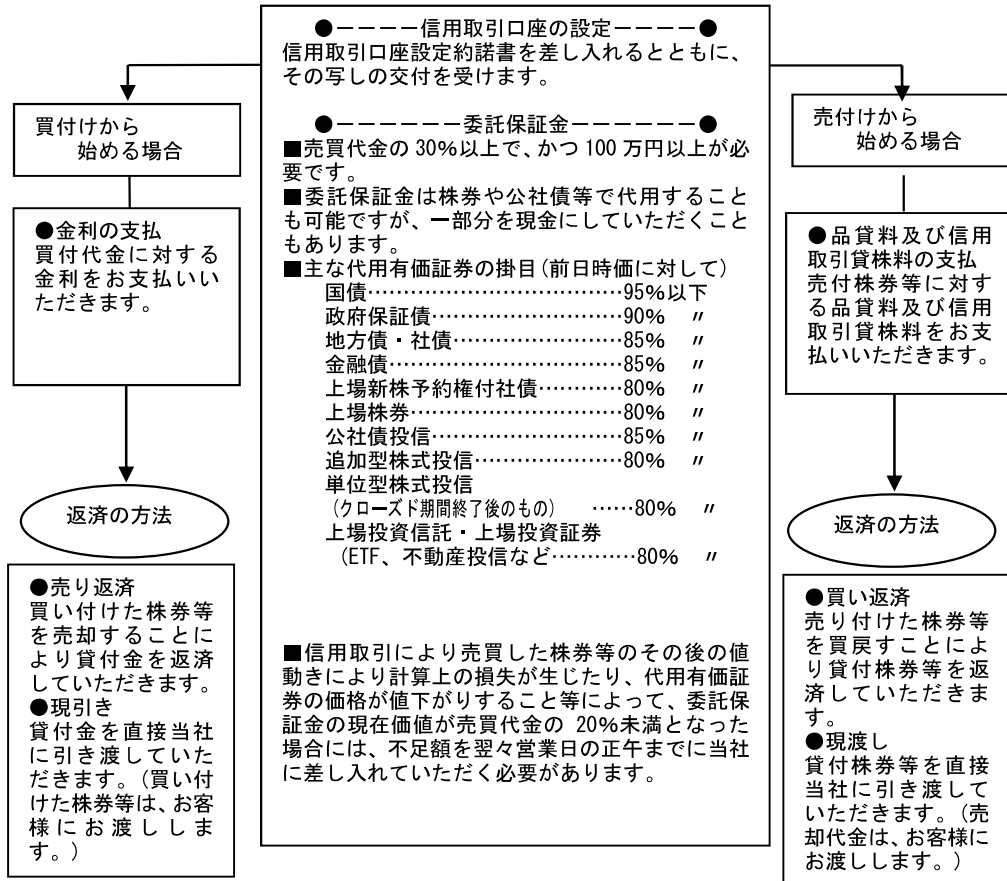 ●－－－－信用取引口座の設定－－－－●
信用取引口座設定約諾書を差し入れるとともに、
その写しの交付を受けます。
●－－－－－－委託保証金－－－－－－●
■売買代金の 30％以上で、かつ 100 万円以上が必
要です。
■委託保証金は株券や公社債等で代用すること
も可能ですが、一部分を現金にしていただくこと
もあります。
■主な代用有価証券の掛目(前日時価に対して)
国債………………………………95％以下
政府保証債………………………90％ 〃
地方債・社債……………………85％ 〃
金融債……………………………85％ 〃
上場新株予約権付社債…………80％ 〃
上場株券…………………………80％ 〃
公社債投信………………………85％ 〃
追加型株式投信…………………80％ 〃
単位型株式投信
(クローズド期間終了後のもの) ……80％ 〃
上場投資信託・上場投資証券
(ETF、不動産投信など…………80％ 〃
■信用取引により売買した株券等のその後の値
動きにより計算上の損失が生じたり、代用有価証
券の価格が値下がりすること等によって、委託保
証金の現在価値が売買代金の 20％未満となった
場合には、不足額を翌々営業日の正午までに当社
に差し入れていただく必要があります。
買付けから
始める場合
●金利の支払
買付代金に対する
金利をお支払いい
ただきます。
返済の方法
●売り返済
買い付けた株券等
を売却することに
より貸付金を返済
していただきます。
●現引き
貸付金を直接当社
に引き渡していた
だきます。(買い付
けた株券等は、お客
様にお渡ししま
す。)
売付けから
始める場合
●品貸料及び信用
取引貸株料の支払
売付株券等に対す
る品貸料及び信用
取引貸株料をお支
払いいただきます。
返済の方法
●買い返済
売り付けた株券等
を買戻すことによ
り貸付株券等を返
済していただきま
す。
●現渡し
貸付株券等を直接
当社に引き渡して
いただきます。(売
却代金は、お客様に
お渡しします。)